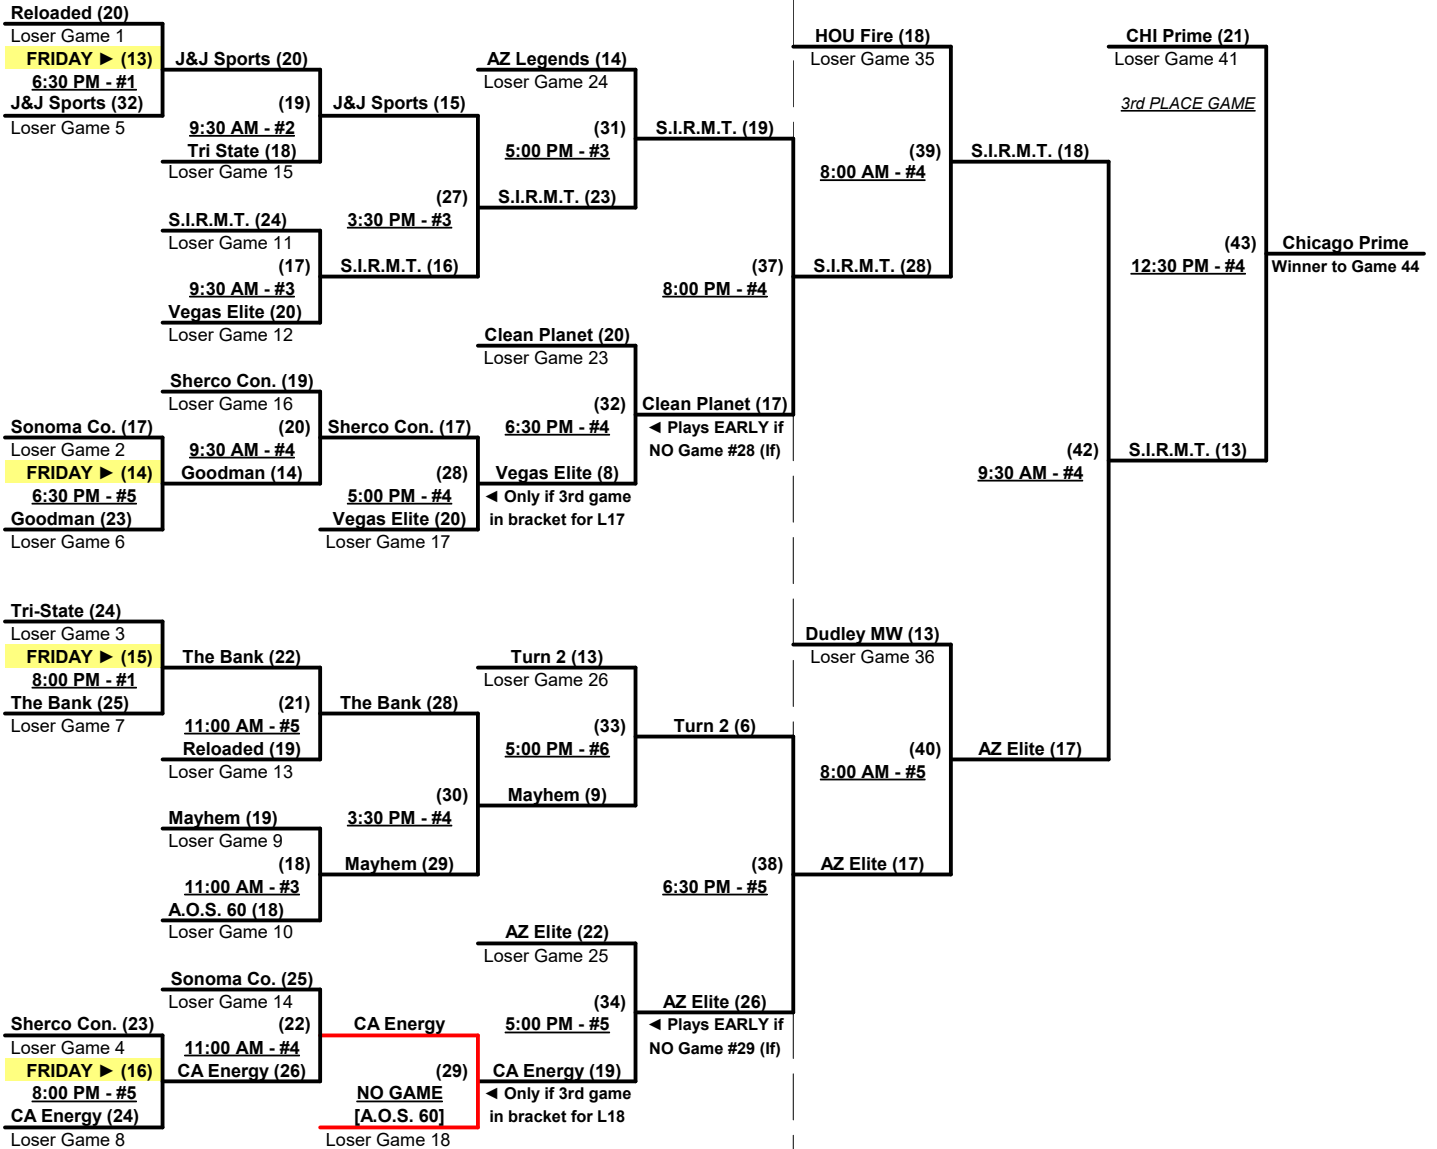 Reloaded (20)
Loser Game 1
FRIDAY ► (13)
6:30 PM - #1
J&J Sports (32)
Loser Game 5
J&J Sports (20)
(19)
9:30 AM - #2
Tri State (18)
Loser Game 15
J&J Sports (15)
S.I.R.M.T. (24)
Loser Game 11
(17)
9:30 AM - #3
Vegas Elite (20)
Loser Game 12
(27)
3:30 PM - #3
S.I.R.M.T. (16)
AZ Legends (14)
Loser Game 24
(31)
5:00 PM - #3
S.I.R.M.T. (23)
S.I.R.M.T. (19)
Sherco Con. (19)
Loser Game 16
Sonoma Co. (17)
Loser Game 2
FRIDAY ► (14)
6:30 PM - #5
Goodman (23)
Loser Game 6
(20)
9:30 AM - #4
Goodman (14)
Sherco Con. (17)
(28)
5:00 PM - #4
Vegas Elite (20)
Loser Game 17
Clean Planet (20)
Loser Game 23
(32)
6:30 PM - #4
Vegas Elite (8)
◄ Only if 3rd game
in bracket for L17
Clean Planet (17)
◄ Plays EARLY if
NO Game #28 (If)
(37)
8:00 PM - #4
HOU Fire (18)
Loser Game 35
(39)
8:00 AM - #4
S.I.R.M.T. (28)
S.I.R.M.T. (18)
CHI Prime (21)
Loser Game 41
3rd PLACE GAME
(43)
12:30 PM - #4
Chicago Prime
Winner to Game 44
(42)
9:30 AM - #4
S.I.R.M.T. (13)
Tri-State (24)
Loser Game 3
FRIDAY ► (15)
8:00 PM - #1
The Bank (25)
Loser Game 7
The Bank (22)
(21)
11:00 AM - #5
Reloaded (19)
Loser Game 13
The Bank (28)
Mayhem (19)
Loser Game 9
(18)
11:00 AM - #3
A.O.S. 60 (18)
Loser Game 10
(30)
3:30 PM - #4
Mayhem (29)
Turn 2 (13)
Loser Game 26
(33)
5:00 PM - #6
Mayhem (9)
Turn 2 (6)
Sonoma Co. (25)
Loser Game 14
Sherco Con. (23)
Loser Game 4
FRIDAY ► (16)
8:00 PM - #5
CA Energy (24)
Loser Game 8
(22)
11:00 AM - #4
CA Energy (26)
CA Energy
(29)
NO GAME
[A.O.S. 60]
Loser Game 18
AZ Elite (22)
Loser Game 25
(34)
5:00 PM - #5
CA Energy (19)
◄ Only if 3rd game
in bracket for L18
AZ Elite (26)
◄ Plays EARLY if
NO Game #29 (If)
(38)
6:30 PM - #5
Dudley MW (13)
Loser Game 36
(40)
8:00 AM - #5
AZ Elite (17)
AZ Elite (17)